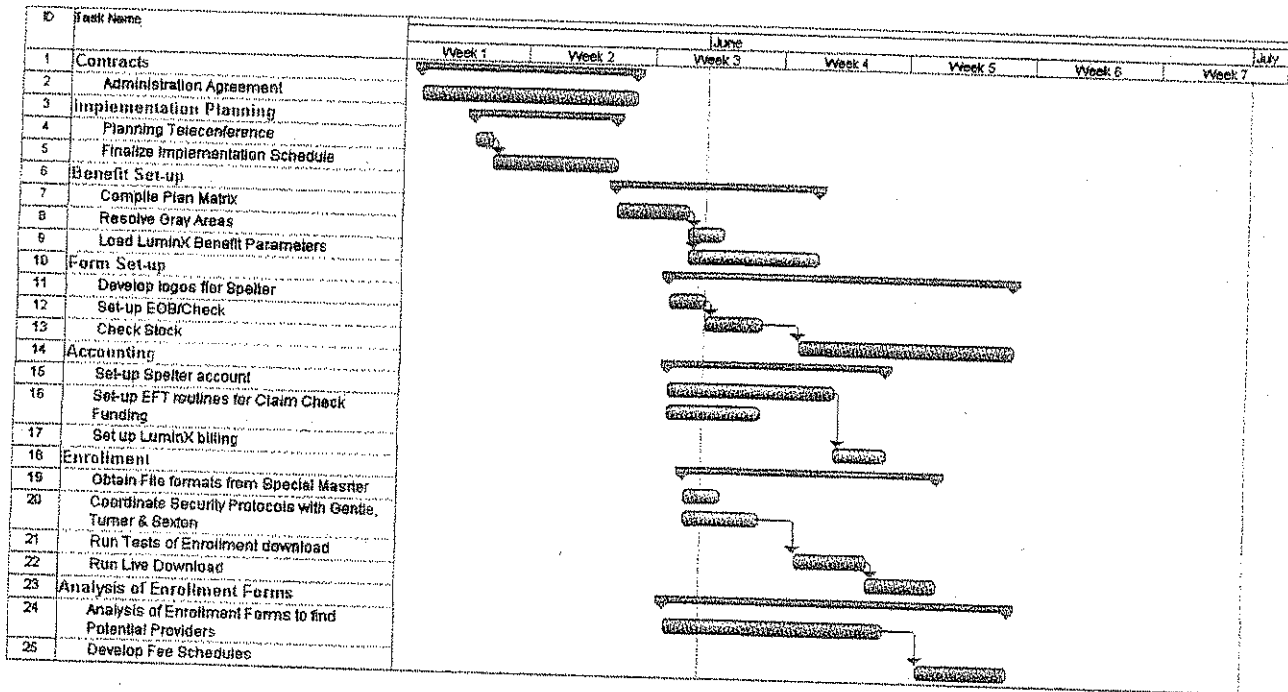 ID Task Name
June July
Week 1 Week 2 Week 3 Week 4 Week 5 Week 6 Week 7
1 Contracts
2 Administration Agreement
3 Implementation Planning
4 Planning Teleconference
5 Finalize Implementation Schedule
6 Benefit Set-up
7 Compile Plan Matrix
8 Resolve Gray Areas
9 Load LuminX Benefit Parameters
10 Form Set-up
11 Develop logos ffor Spelter
12 Set-up EOB/Check
13 Check Stock
14 Accounting
15 Set-up Spelter account
16 Set-up EFT routines for Claim Check
Funding
17 Set up LuminX billing
18 Enrollment
19 Obtain File formats from Special Masrter
20 Coordinate Security Protocols with Gentle,
Turner & Sexton
21 Run Tests of Enrollment download
22 Run Live Download
23 Analysis of Enrollment Forms
24 Analysis of Enrollment Forms to find
Potential Providers
25 Develop Fee Schedules